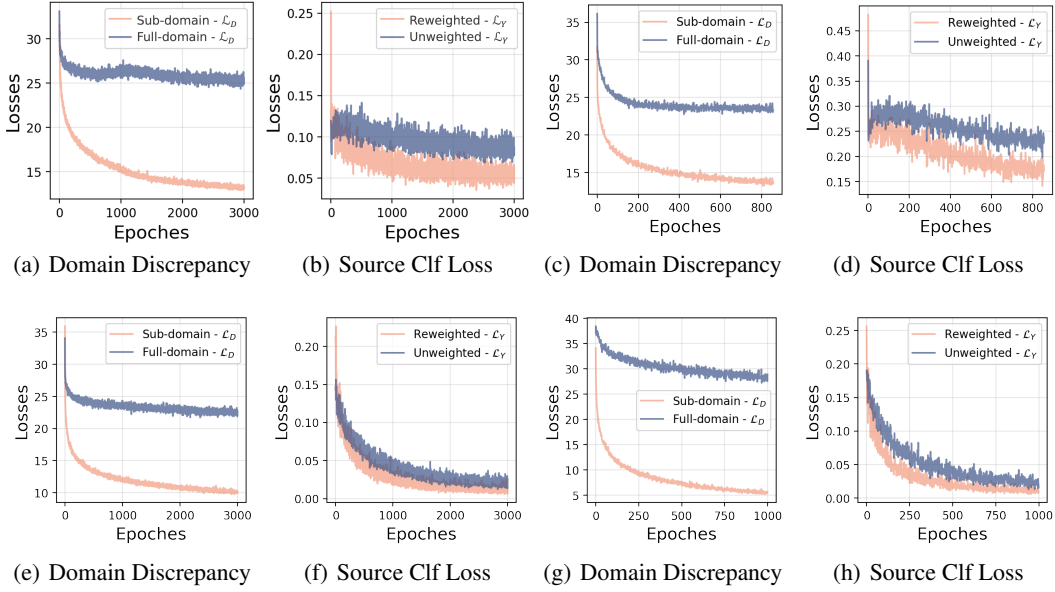 Sub-domain - ℒ_D
Full-domain - ℒ_D
30
25
20
15
0
1000
2000
3000
Losses
Epoches
(a) Domain Discrepancy
Reweighted - ℒ_Y
Unweighted - ℒ_Y
0.25
0.20
0.15
0.10
0.05
0
1000
2000
3000
Losses
Epoches
(b) Source Clf Loss
Sub-domain - ℒ_D
Full-domain - ℒ_D
35
30
25
20
15
0
200
400
600
800
Losses
Epoches
(c) Domain Discrepancy
Reweighted - ℒ_Y
Unweighted - ℒ_Y
0.45
0.40
0.35
0.30
0.25
0.20
0.15
0
200
400
600
800
Losses
Epoches
(d) Source Clf Loss
Sub-domain - ℒ_D
Full-domain - ℒ_D
35
30
25
20
15
10
0
1000
2000
3000
Losses
Epoches
(e) Domain Discrepancy
Reweighted - ℒ_Y
Unweighted - ℒ_Y
0.20
0.15
0.10
0.05
0.00
0
1000
2000
3000
Losses
Epoches
(f) Source Clf Loss
Sub-domain - ℒ_D
Full-domain - ℒ_D
40
35
30
25
20
15
10
5
0
250
500
750
1000
Losses
Epoches
(g) Domain Discrepancy
Reweighted - ℒ_Y
Unweighted - ℒ_Y
0.25
0.20
0.15
0.10
0.05
0.00
0
250
500
750
1000
Losses
Epoches
(h) Source Clf Loss